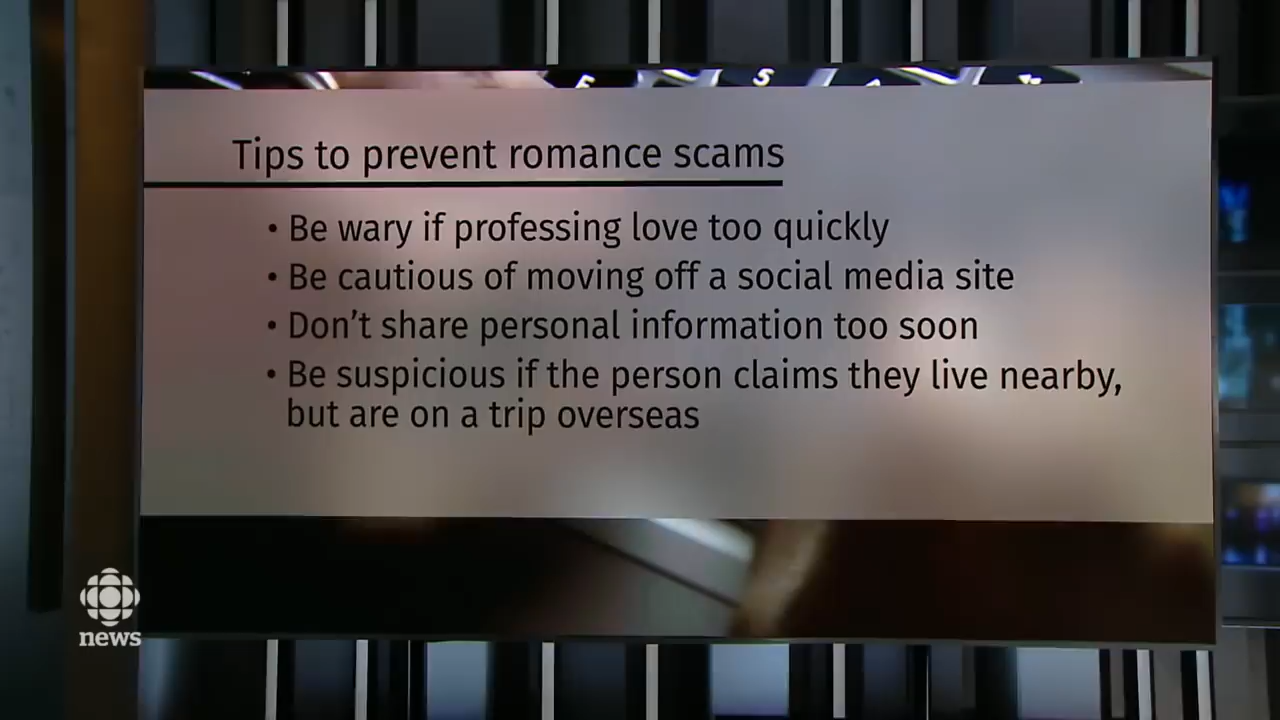 Tips to prevent romance scams
• Be wary if professing love too quickly
• Be cautious of moving off a social media site
• Don't share personal information too soon
• Be suspicious if the person claims they live nearby,
but are on a trip overseas
news